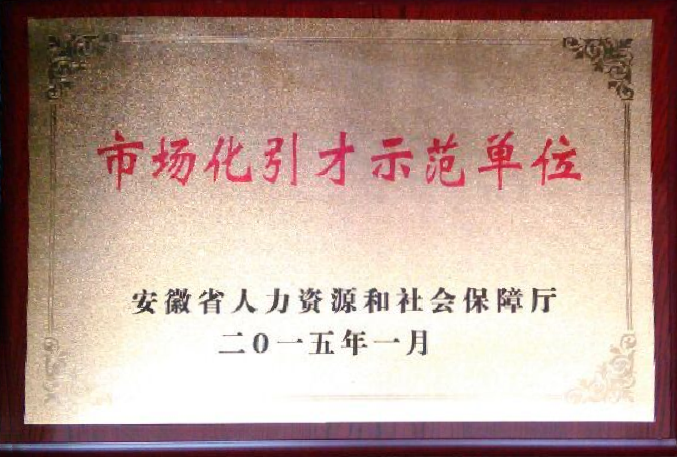 市场化引才示范单位
安徽省人力资源和社会保障厅
二0一五年一月